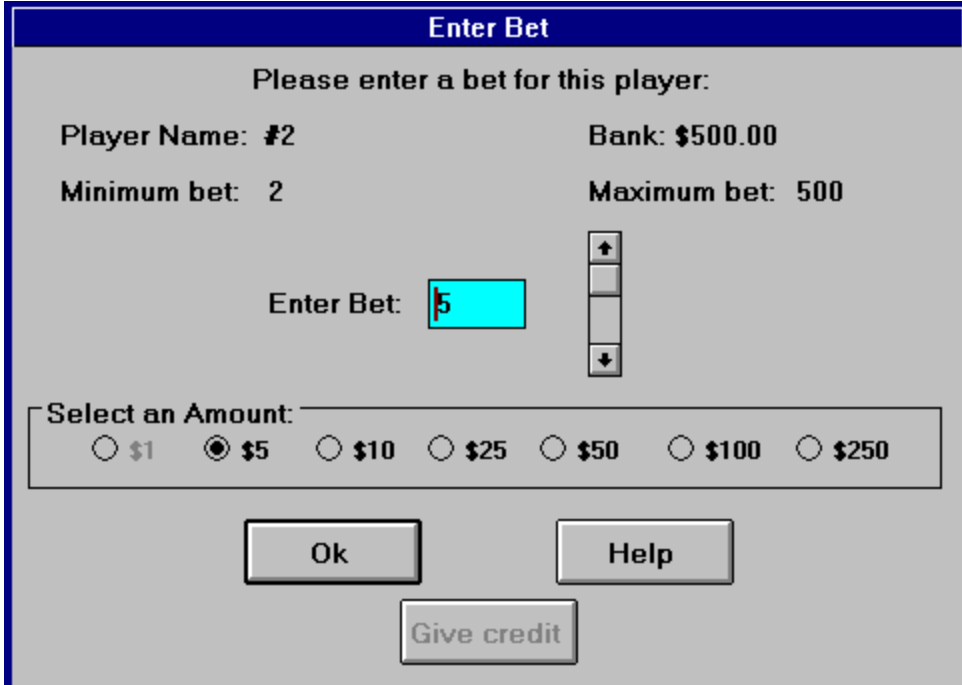 Enter Bet
Please enter a bet for this player:
Player Name: #2 Bank: $500.00
Minimum bet: 2 Maximum bet: 500
Enter Bet: 5
Select an Amount:
$1 $5 $10 $25 $50 $100 $250
Ok Help
Give credit